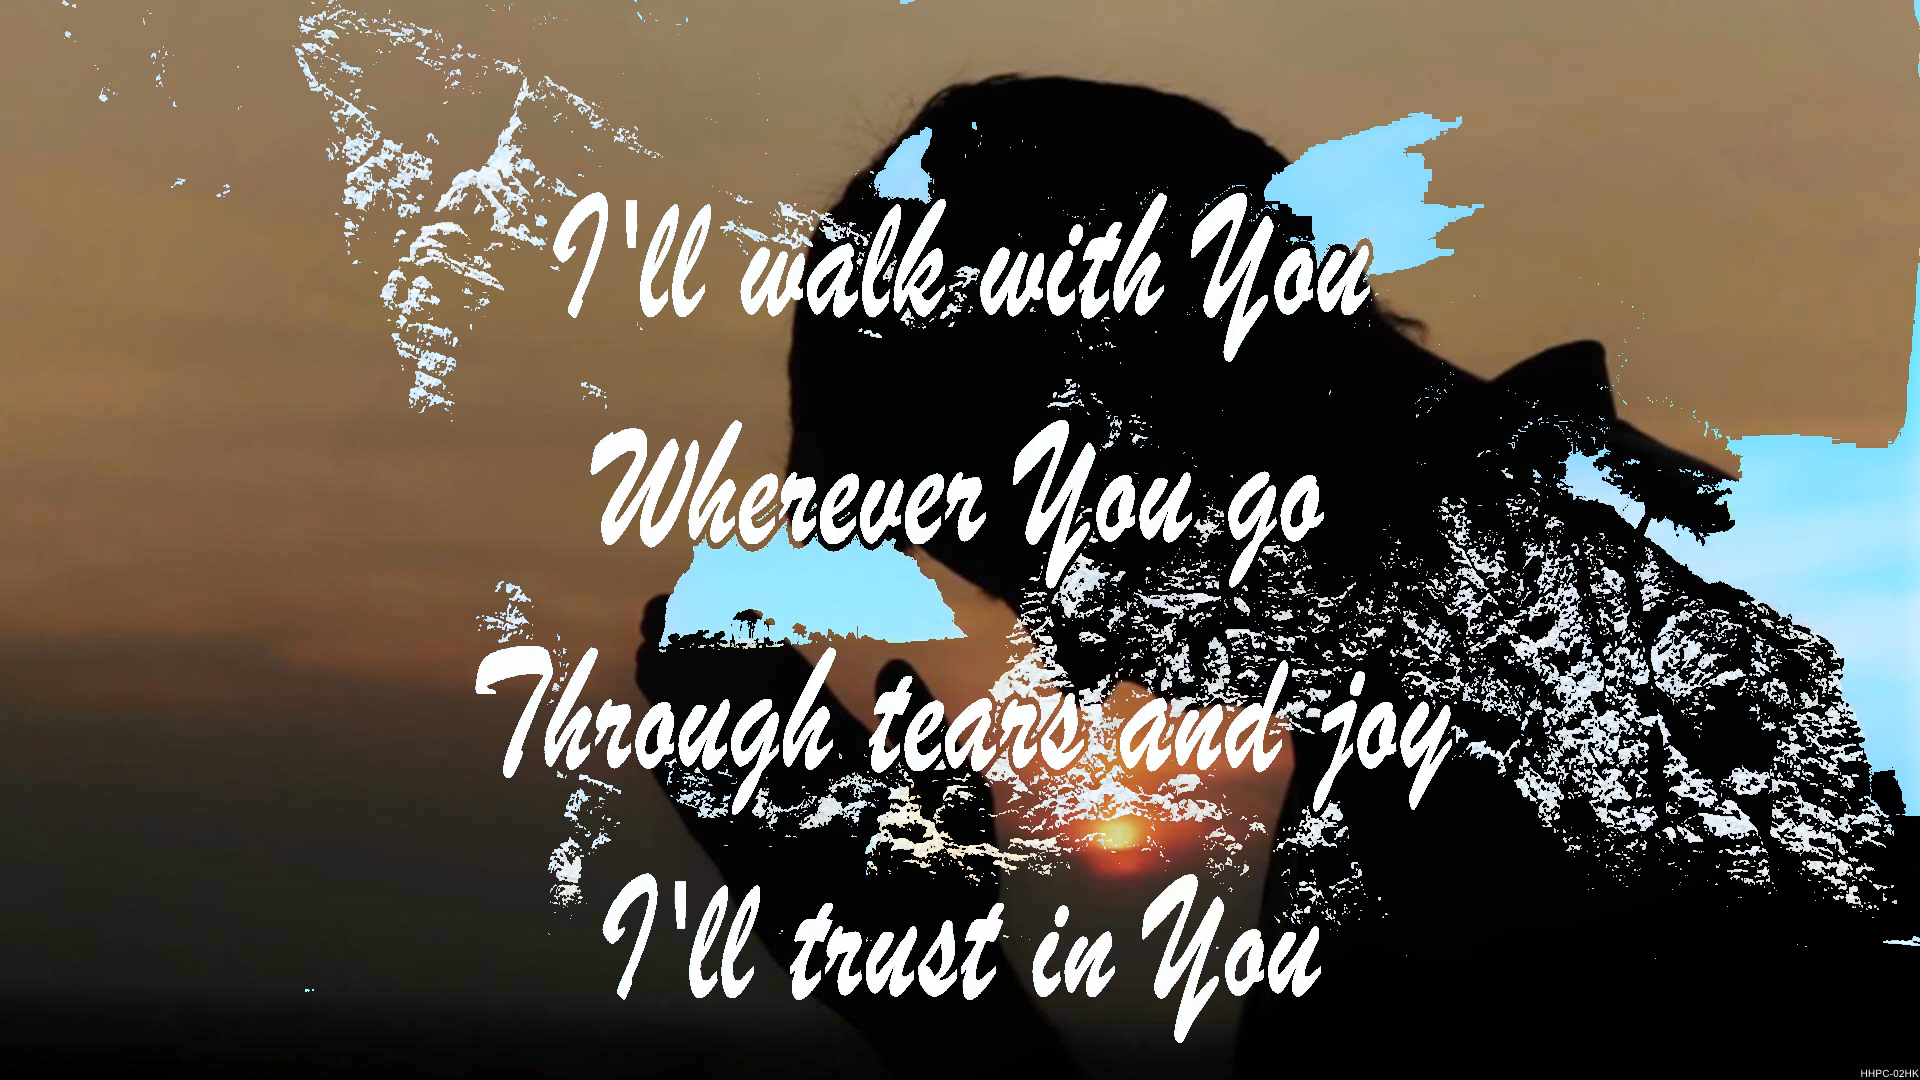 I'll walk with You
Wherever You go
Through tears and joy
I'll trust in You
HHPC-02HK